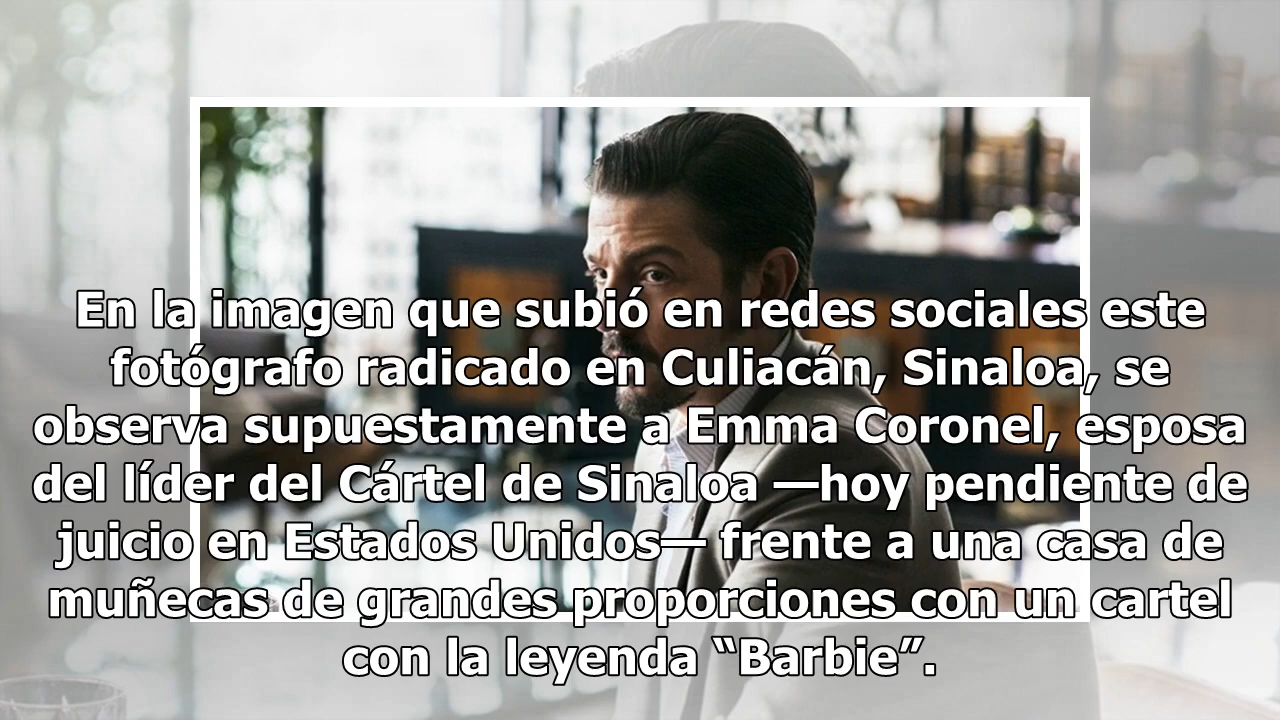 En la imagen que subió en redes sociales este
fotógrafo radicado en Culiacán, Sinaloa, se
observa supuestamente a Emma Coronel, esposa
del líder del Cártel de Sinaloa —hoy pendiente de
juicio en Estados Unidos— frente a una casa de
muñecas de grandes proporciones con un cartel
con la leyenda “Barbie”.